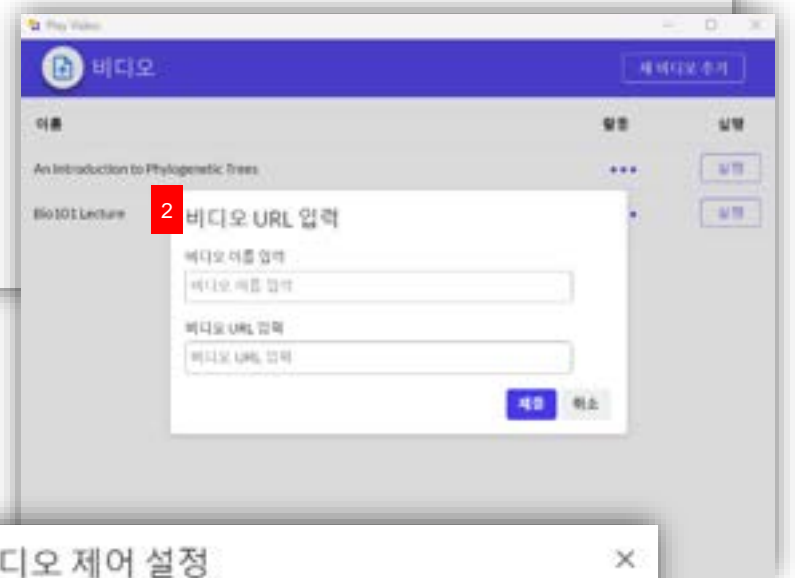 Play Video
비디오
새 비디오 추가
이름 활동 실행
An Introduction to Phylogenetic Trees
실행
Bio101 Lecture
실행
2
비디오 URL 입력
비디오 이름 입력
비디오 이름 입력
비디오 URL 입력
비디오 URL 입력
제출 취소
디오 제어 설정